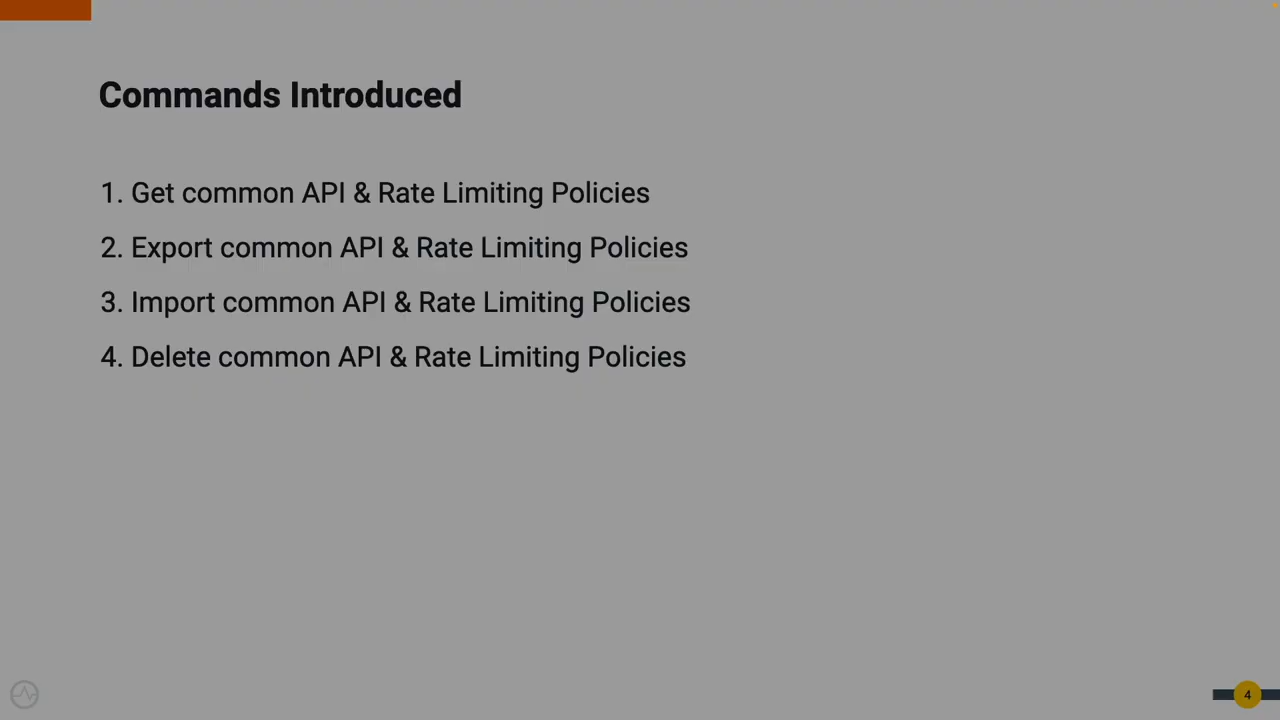 Commands Introduced
1. Get common API & Rate Limiting Policies
2. Export common API & Rate Limiting Policies
3. Import common API & Rate Limiting Policies
4. Delete common API & Rate Limiting Policies
4